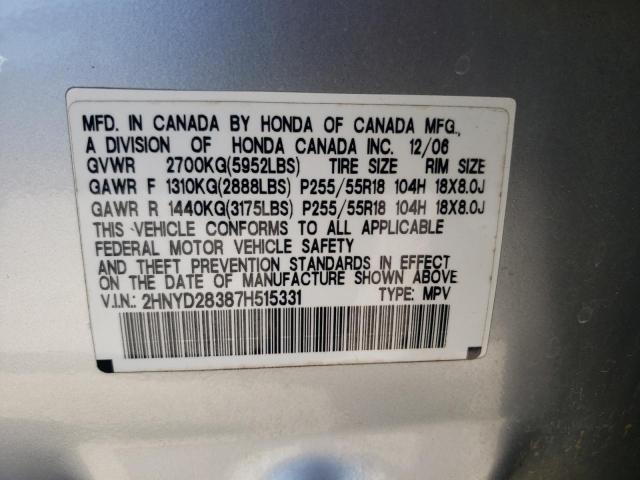 MFD. IN CANADA BY HONDA OF CANADA MFG.,
A DIVISION OF HONDA CANADA INC. 12/06
GVWR 2700KG(5952LBS) TIRE SIZE RIM SIZE
GAWR F 1310KG(2888LBS) P255/55R18 104H 18X8.0J
GAWR R 1440KG(3175LBS) P255/55R18 104H 18X8.0J
THIS VEHICLE CONFORMS TO ALL APPLICABLE
FEDERAL MOTOR VEHICLE SAFETY
AND THEFT PREVENTION STANDARDS IN EFFECT
ON THE DATE OF MANUFACTURE SHOWN ABOVE.
V.I.N.: 2HNYD28387H515331 TYPE: MPV